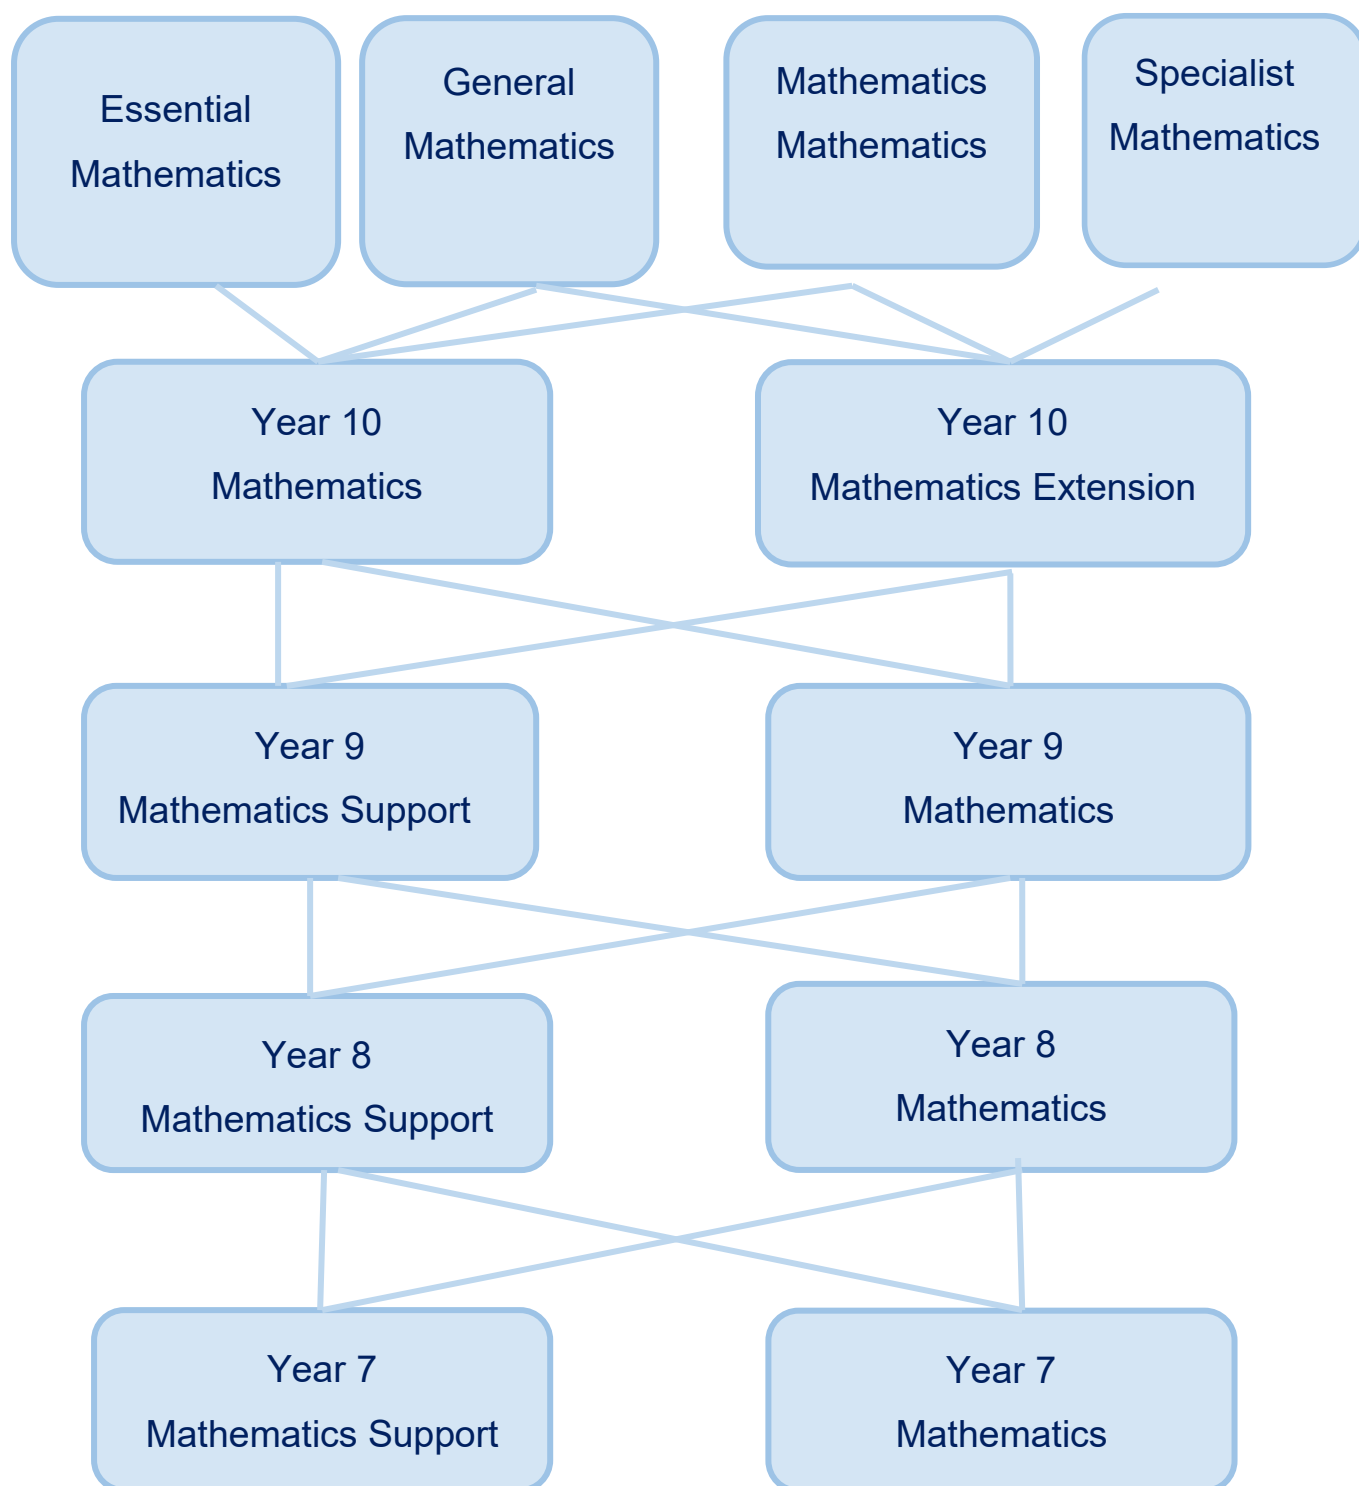 Essential
Mathematics
General
Mathematics
Mathematics
Mathematics
Specialist
Mathematics
Year 10
Mathematics
Year 10
Mathematics Extension
Year 9
Mathematics Support
Year 9
Mathematics
Year 8
Mathematics Support
Year 8
Mathematics
Year 7
Mathematics Support
Year 7
Mathematics